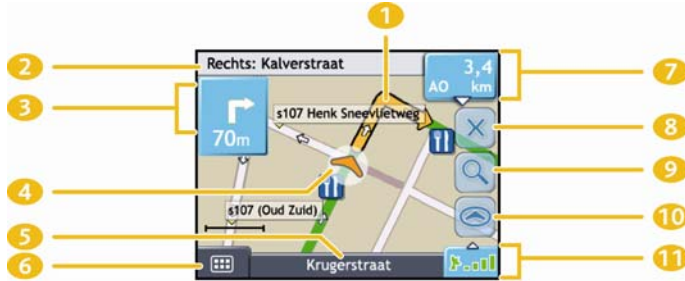 1
2
Rechts: Kalverstraat
3,4
AO km
7
3
70m
s107 Henk Sneevlietweg
8
4
9
s107 (Oud Zuid)
10
5
6
Krugerstraat
11